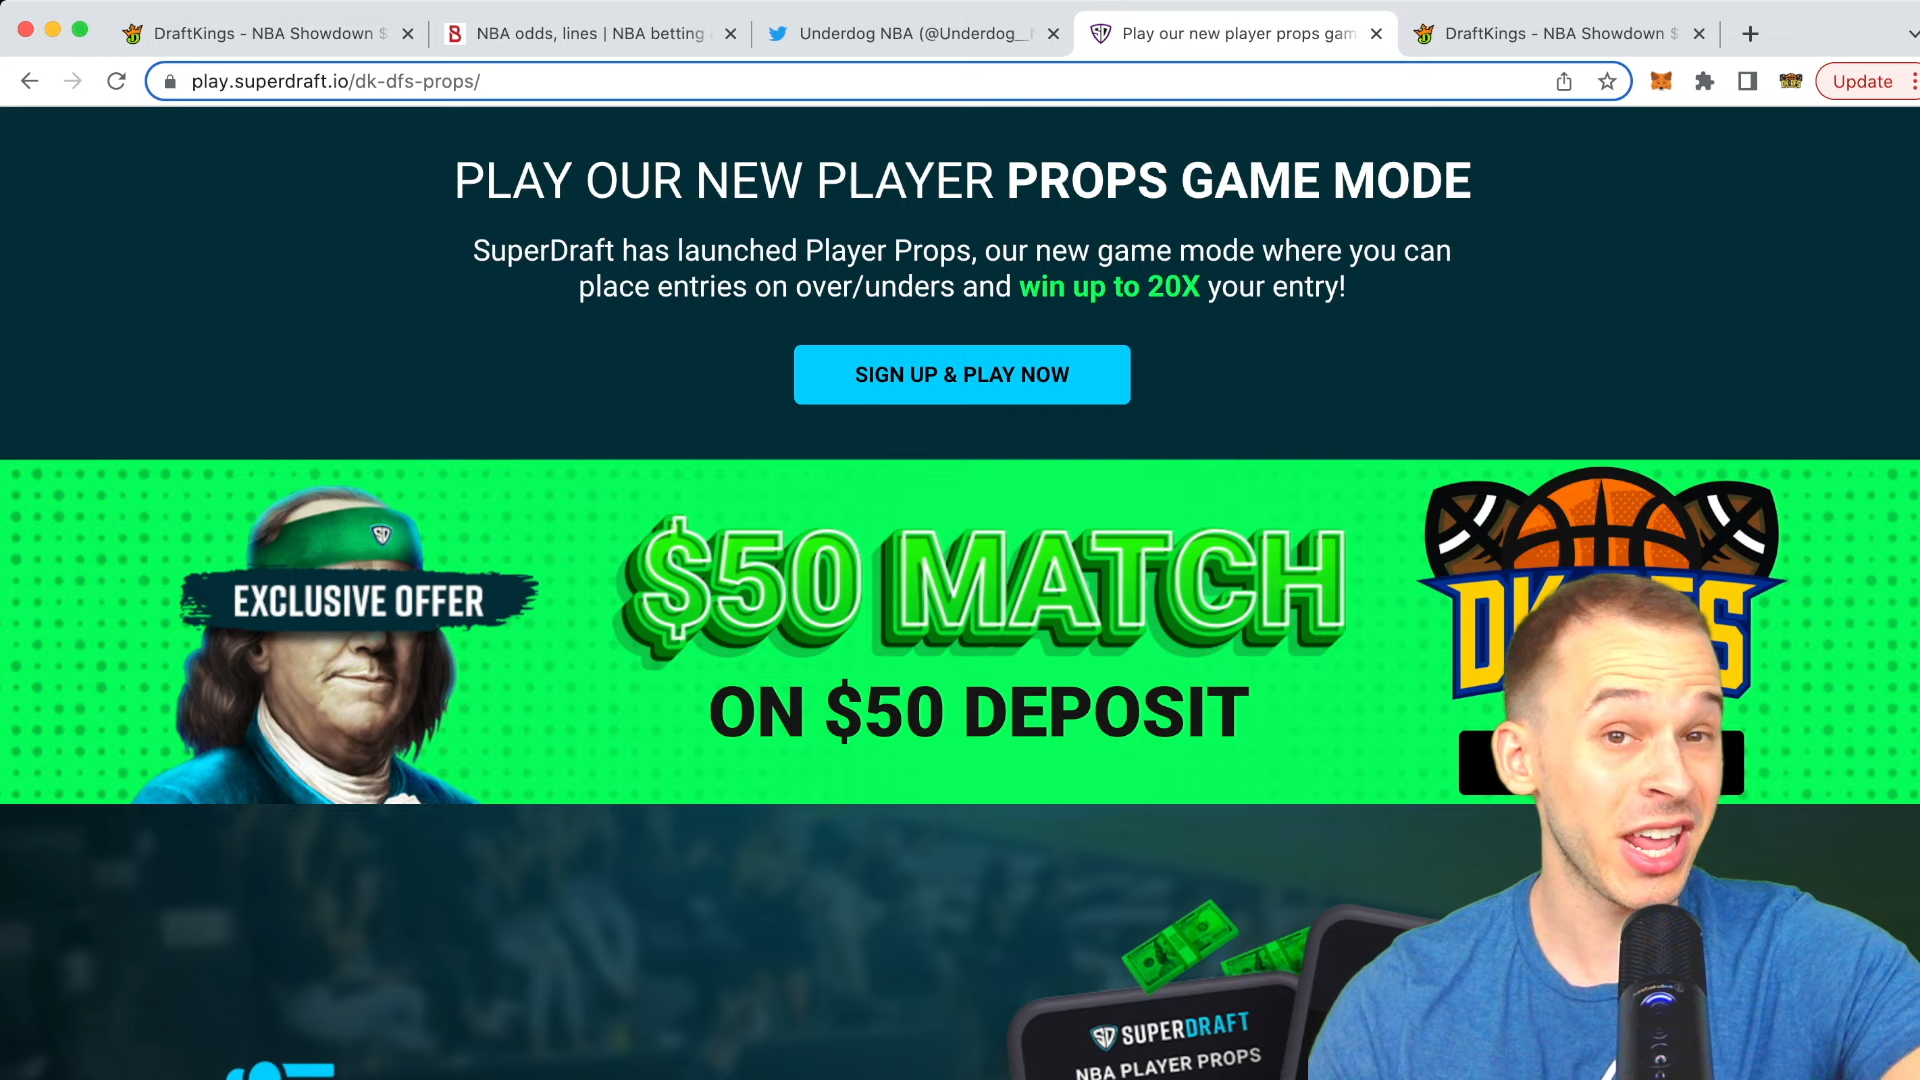 DraftKings - NBA Showdown $
NBA odds, lines | NBA betting
Underdog NBA (@Underdog__
Play our new player props gam
DraftKings - NBA Showdown $
play.superdraft.io/dk-dfs-props/
Update
PLAY OUR NEW PLAYER PROPS GAME MODE
SuperDraft has launched Player Props, our new game mode where you can
place entries on over/unders and win up to 20X your entry!
SIGN UP & PLAY NOW
SD
EXCLUSIVE OFFER
$50 MATCH
ON $50 DEPOSIT
SD SUPERDRAFT
NBA PLAYER PROPS